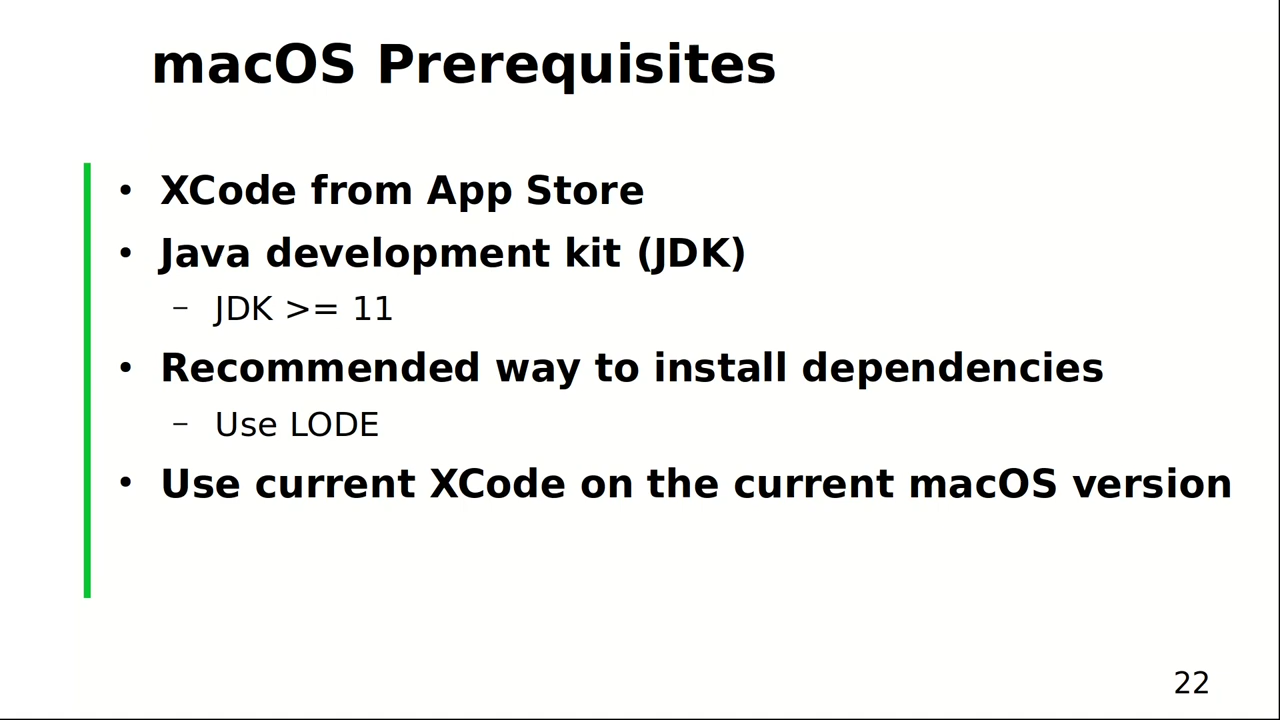 macOS Prerequisites
• XCode from App Store
• Java development kit (JDK)
– JDK >= 11
• Recommended way to install dependencies
– Use LODE
• Use current XCode on the current macOS version
22